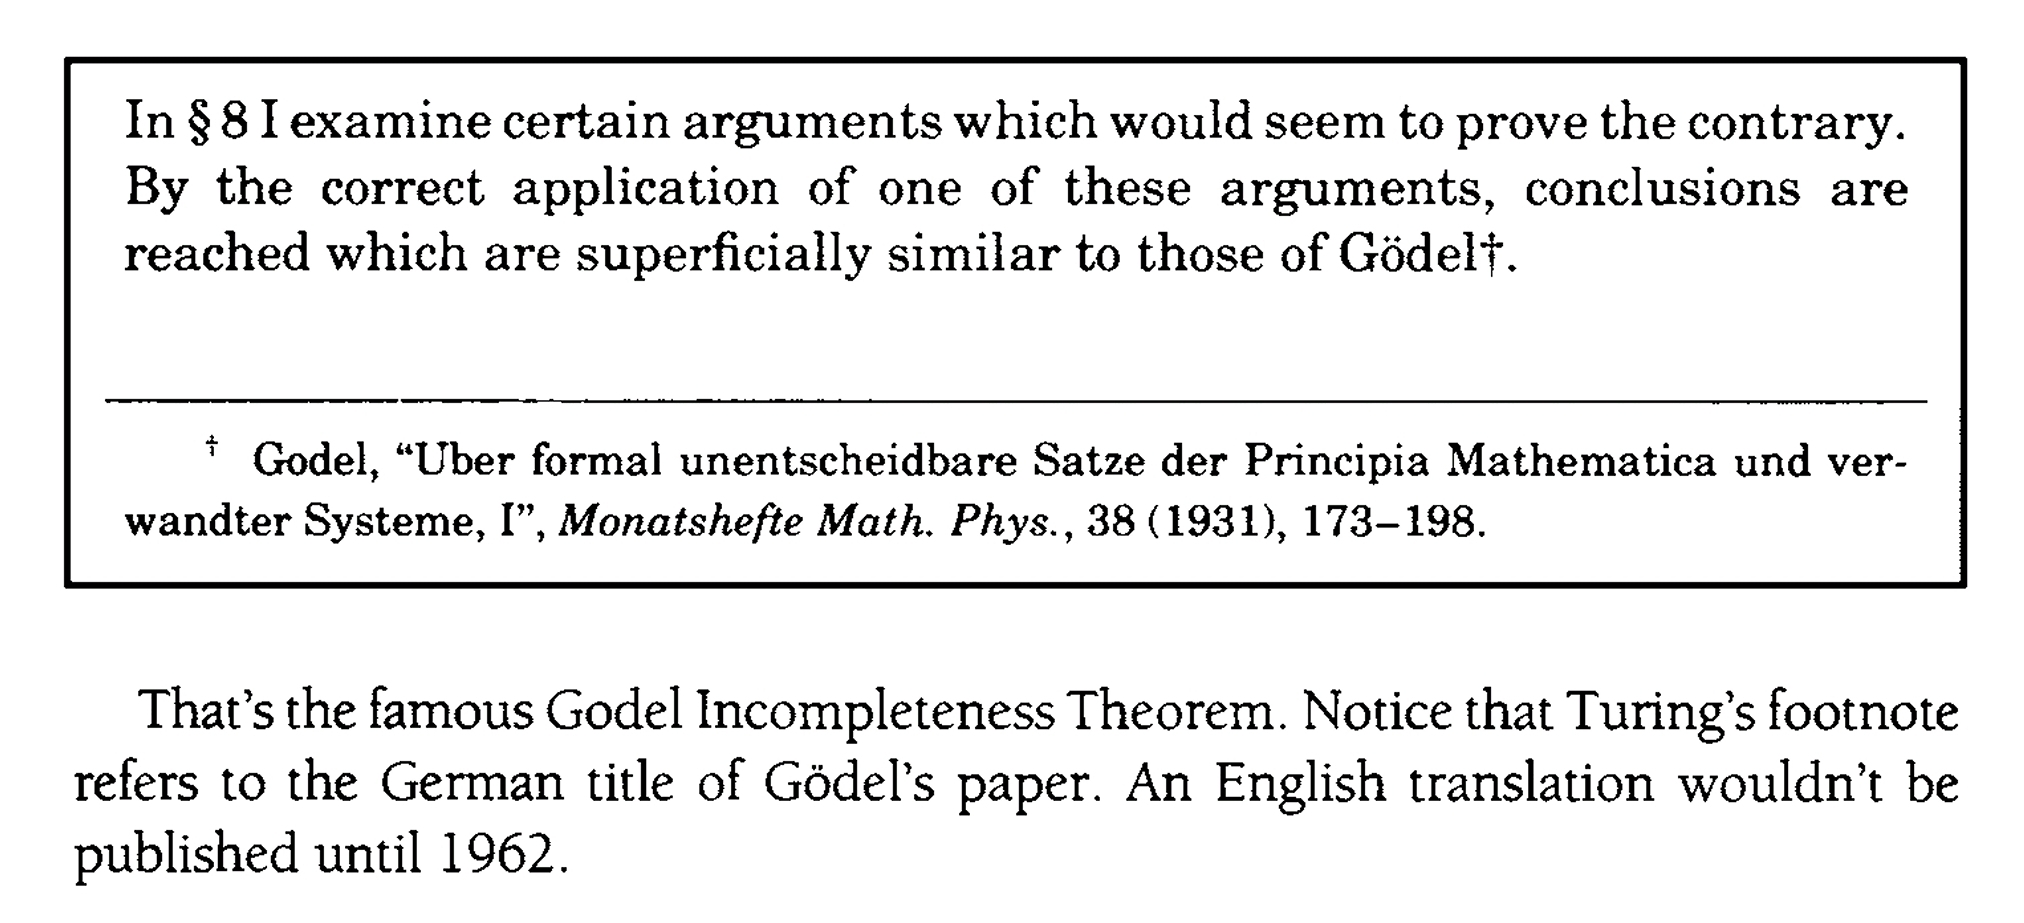 In § 8 I examine certain arguments which would seem to prove the contrary.
By the correct application of one of these arguments, conclusions are
reached which are superficially similar to those of Gödel†.
† Godel, “Uber formal unentscheidbare Satze der Principia Mathematica und ver-
wandter Systeme, I”, Monatshefte Math. Phys., 38 (1931), 173–198.
That’s the famous Godel Incompleteness Theorem. Notice that Turing’s footnote
refers to the German title of Gödel’s paper. An English translation wouldn’t be
published until 1962.